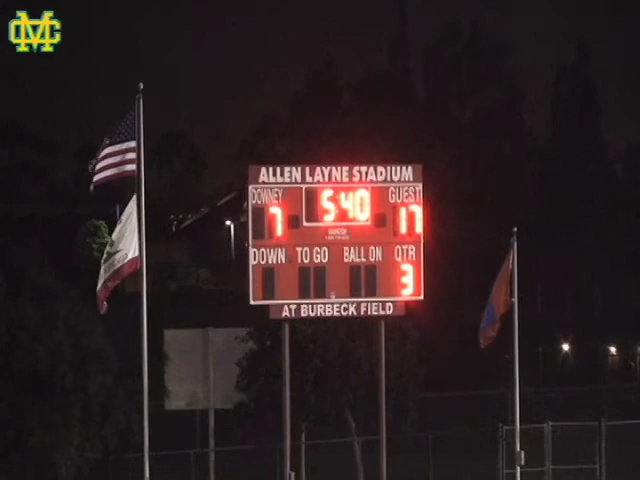 MC
ALLEN LAYNE STADIUM
DOWNEY 5:40 GUEST
7 17
DOWN TO GO BALL ON QTR
3
AT BURBECK FIELD